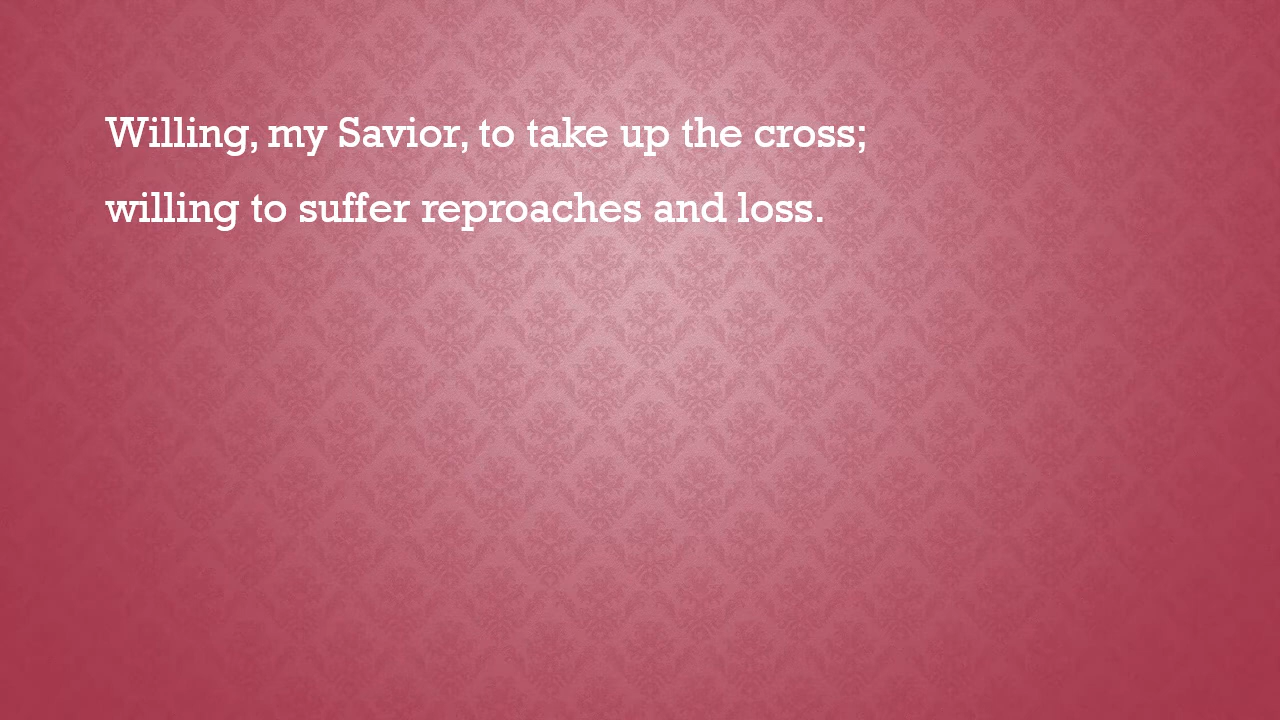 Willing, my Savior, to take up the cross;
willing to suffer reproaches and loss.